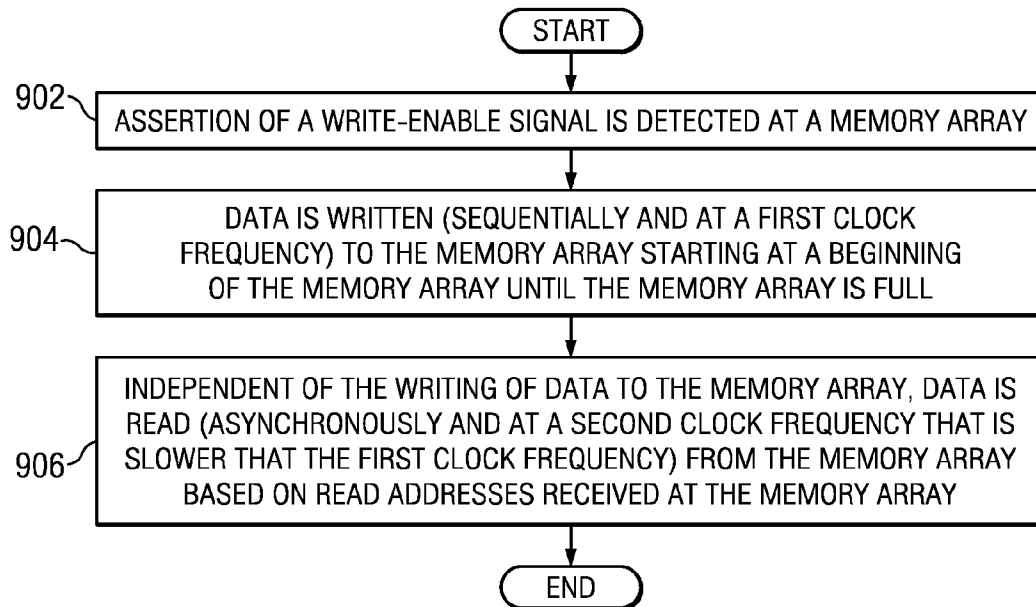 START
902
ASSERTION OF A WRITE-ENABLE SIGNAL IS DETECTED AT A MEMORY ARRAY
904
DATA IS WRITTEN (SEQUENTIALLY AND AT A FIRST CLOCK
FREQUENCY) TO THE MEMORY ARRAY STARTING AT A BEGINNING
OF THE MEMORY ARRAY UNTIL THE MEMORY ARRAY IS FULL
906
INDEPENDENT OF THE WRITING OF DATA TO THE MEMORY ARRAY, DATA IS
READ (ASYNCHRONOUSLY AND AT A SECOND CLOCK FREQUENCY THAT IS
SLOWER THAT THE FIRST CLOCK FREQUENCY) FROM THE MEMORY ARRAY
BASED ON READ ADDRESSES RECEIVED AT THE MEMORY ARRAY
END